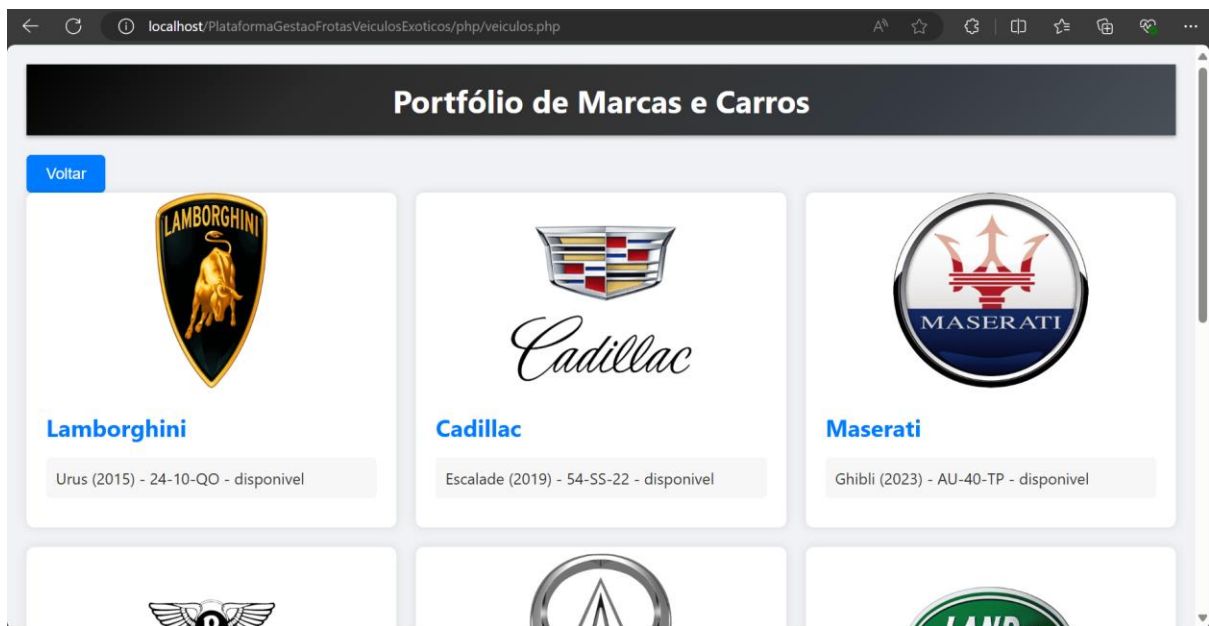 localhost/PlataformaGestaoFrotasVeiculosExoticos/php/veiculos.php
Portfólio de Marcas e Carros
Voltar
LAMBORGHINI
Cadillac
MASERATI
Lamborghini
Cadillac
Maserati
Urus (2015) - 24-10-QO - disponivel
Escalade (2019) - 54-SS-22 - disponivel
Ghibli (2023) - AU-40-TP - disponivel
B
LAND